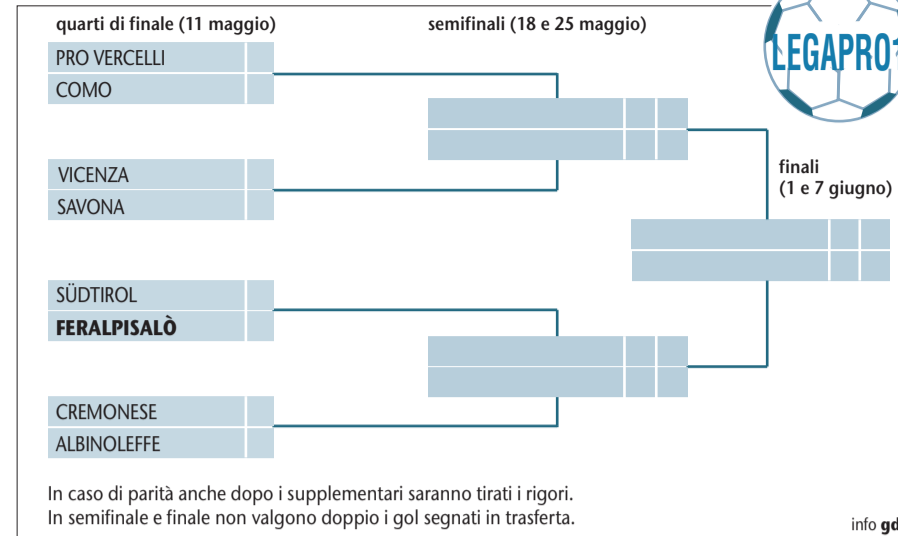 quarti di finale (11 maggio)
semifinali (18 e 25 maggio)
LEGAPRO1
PRO VERCELLI
COMO
VICENZA
SAVONA
finali
(1 e 7 giugno)
SÜDTIROL
FERALPISALÒ
CREMONESE
ALBINOLEFFE
In caso di parità anche dopo i supplementari saranno tirati i rigori.
In semifinale e finale non valgono doppio i gol segnati in trasferta.
info gd